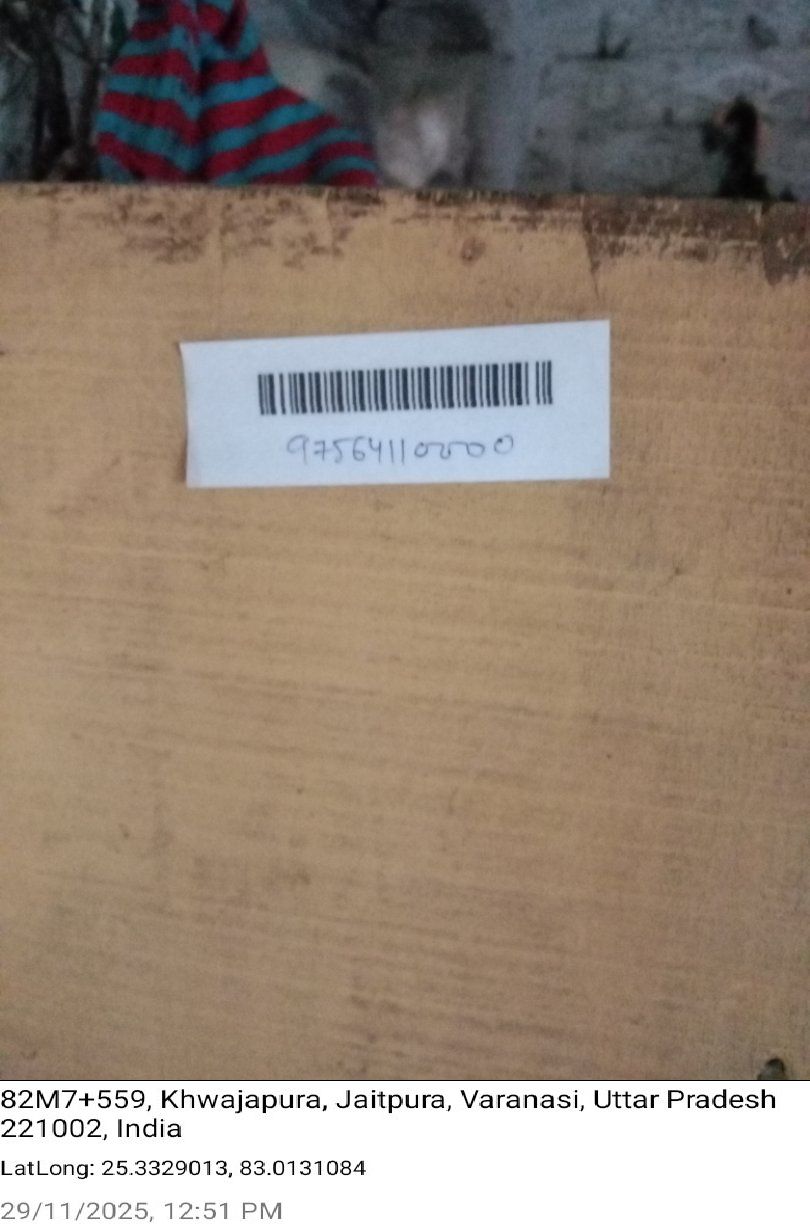 97564110000
82M7+559, Khwajapura, Jaitpura, Varanasi, Uttar Pradesh
221002, India
LatLong: 25.3329013, 83.0131084
29/11/2025, 12:51 PM